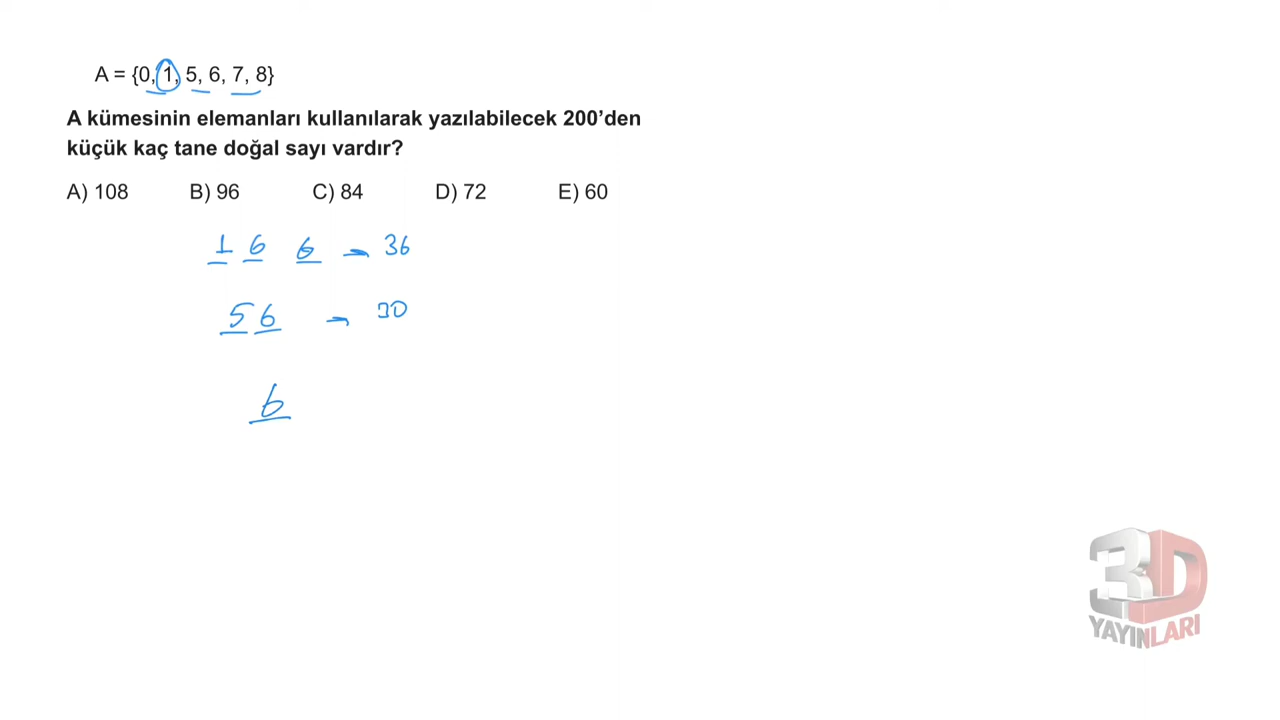 A = {0, 1, 5, 6, 7, 8}
A kümesinin elemanları kullanılarak yazılabilecek 200’den
küçük kaç tane doğal sayı vardır?
A) 108 B) 96 C) 84 D) 72 E) 60
1 6 6 → 36
5 6 → 30
6
3D
YAYINLARI